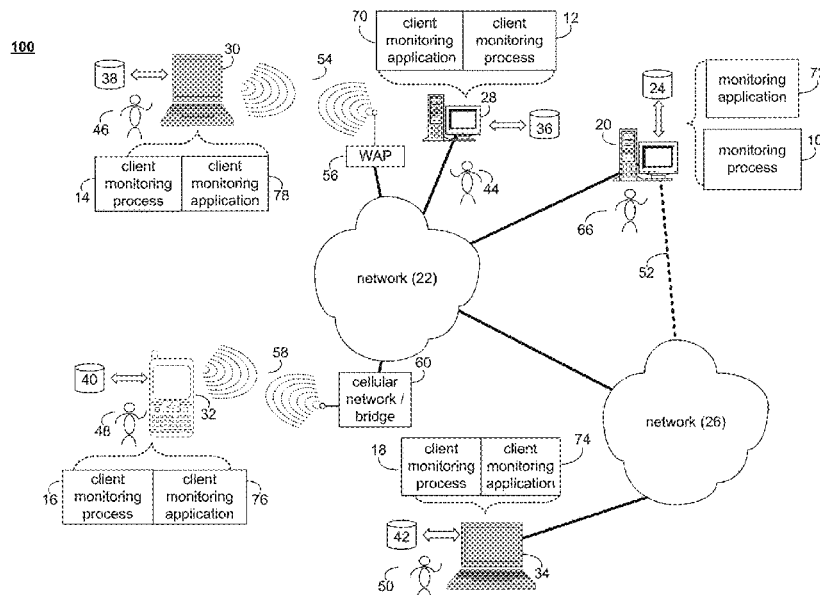 100
30
38
54
46
client monitoring process
client monitoring application
14
78
WAP
56
70
12
client monitoring application
client monitoring process
28
36
44
20
24
monitoring application
monitoring process
66
52
network (22)
58
60
40
32
48
cellular network / bridge
16
client monitoring process
client monitoring application
76
18
74
client monitoring process
client monitoring application
42
50
34
network (26)